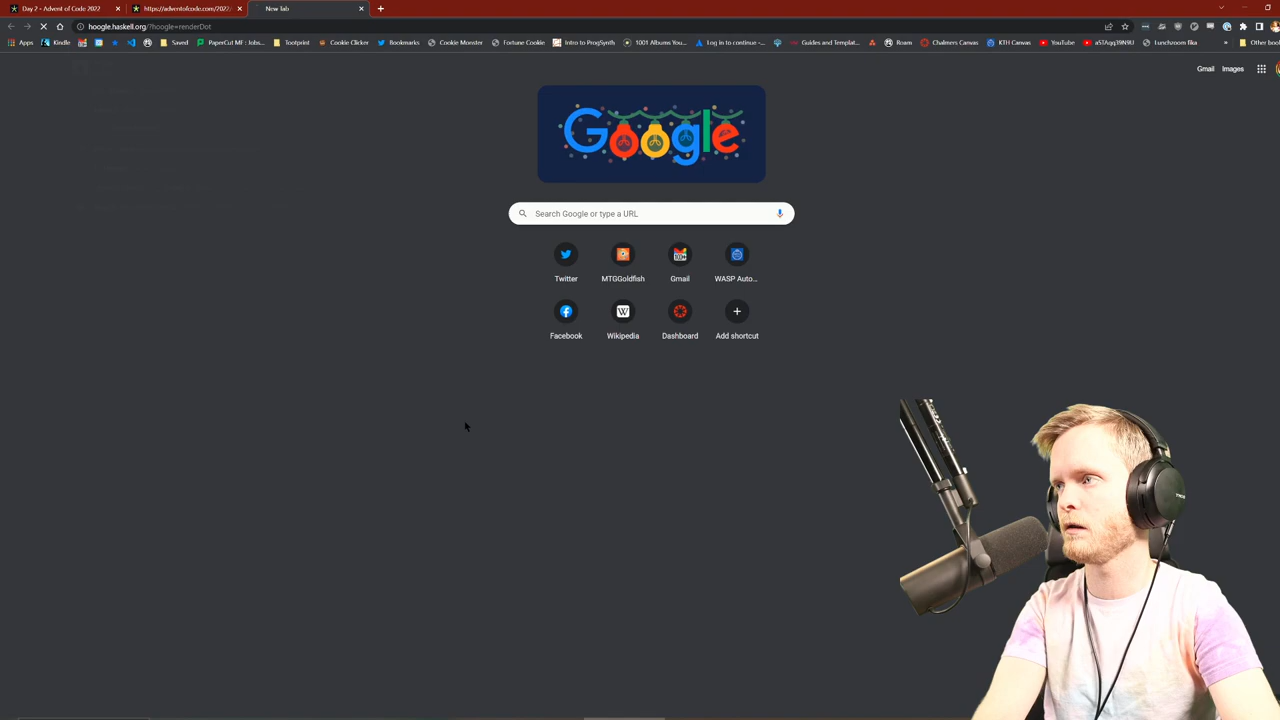 Day 2 - Advent of Code 2022
https://adventofcode.com/2022/
New Tab
hoogle.haskell.org/?hoogle=renderDot
Apps
Kindle
Saved
PaperCut MF : Jobs...
Tootprint
Cookie Clicker
Bookmarks
Cookie Monster
Fortune Cookie
Intro to ProgSynth
1001 Albums You...
Log in to continue -...
Guides and Templat...
Roam
Chalmers Canvas
KTH Canvas
YouTube
Lunchroom fika
»
Other boo
Gmail
Images
Google
Search Google or type a URL
Twitter
MTGGoldfish
Gmail
WASP Auto...
Facebook
Wikipedia
Dashboard
Add shortcut